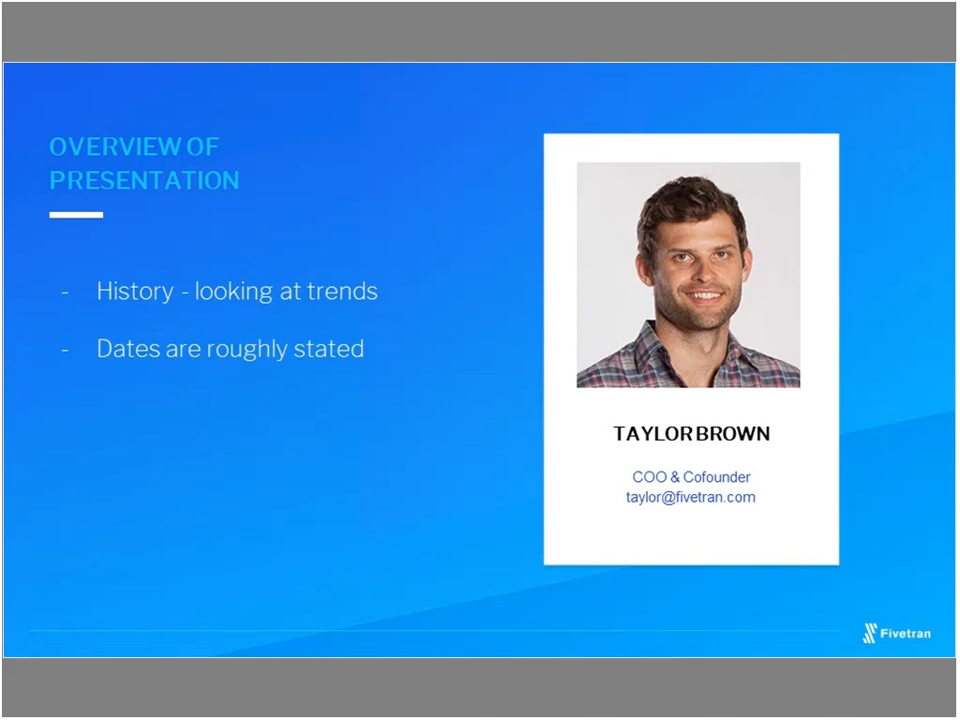 OVERVIEW OF
PRESENTATION
- History - looking at trends
- Dates are roughly stated
TAYLOR BROWN
COO & Cofounder
taylor@fivetran.com
Fivetran